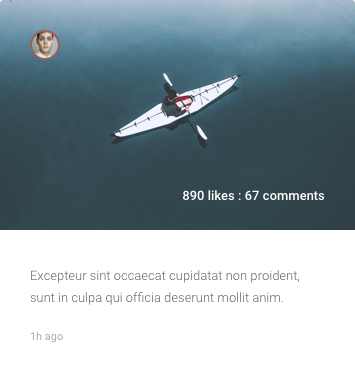 890 likes : 67 comments
Excepteur sint occaecat cupidatat non proident,
sunt in culpa qui officia deserunt mollit anim.
1h ago